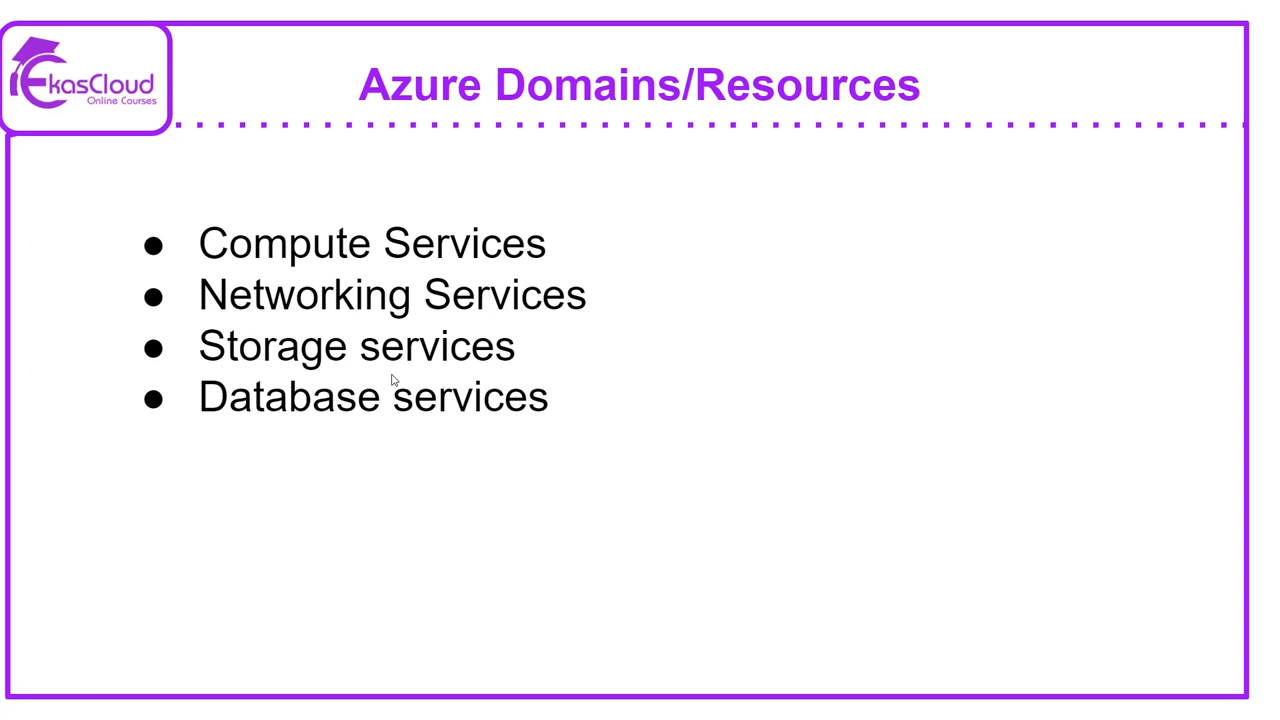 EkasCloud
Online Courses
Azure Domains/Resources
● Compute Services
● Networking Services
● Storage services
● Database services